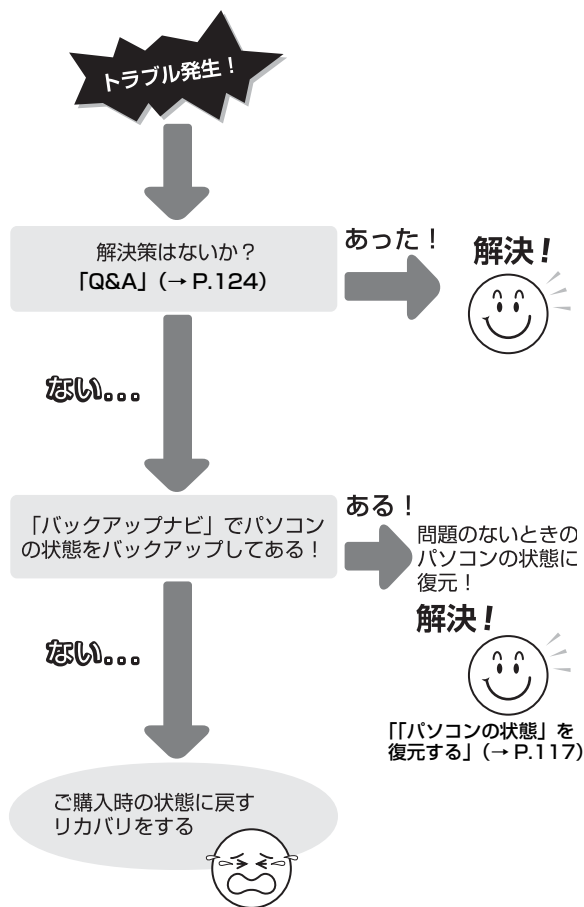 トラブル発生！
解決策はないか？
「Q&A」（→ P.124）
あった！
解決！
ない...
「バックアップナビ」でパソコン
の状態をバックアップしてある！
ある！
問題のないときの
パソコンの状態に
復元！
解決！
「「パソコンの状態」を
復元する」（→ P.117）
ない...
ご購入時の状態に戻す
リカバリをする